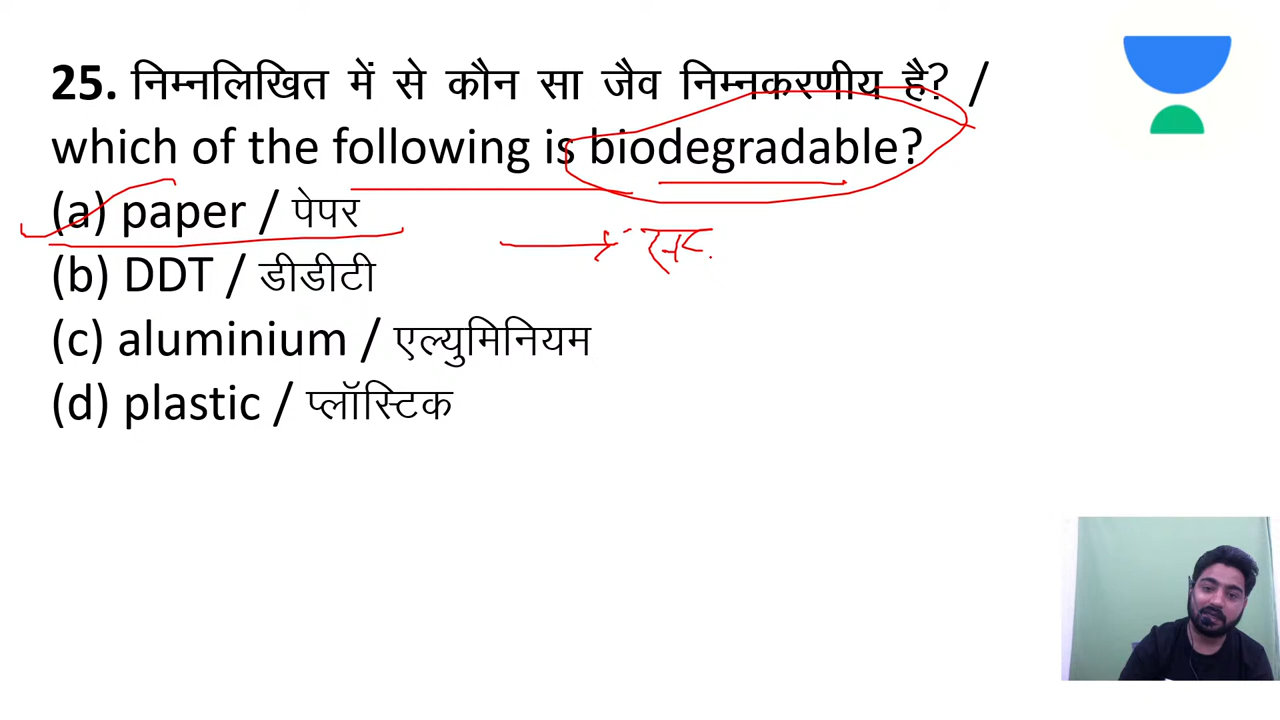 25. निम्नलिखित में से कौन सा जैव निम्नकरणीय है? /
which of the following is biodegradable?
(a) paper / पेपर
(b) DDT / डीडीटी
(c) aluminium / एल्युमिनियम
(d) plastic / प्लॉस्टिक